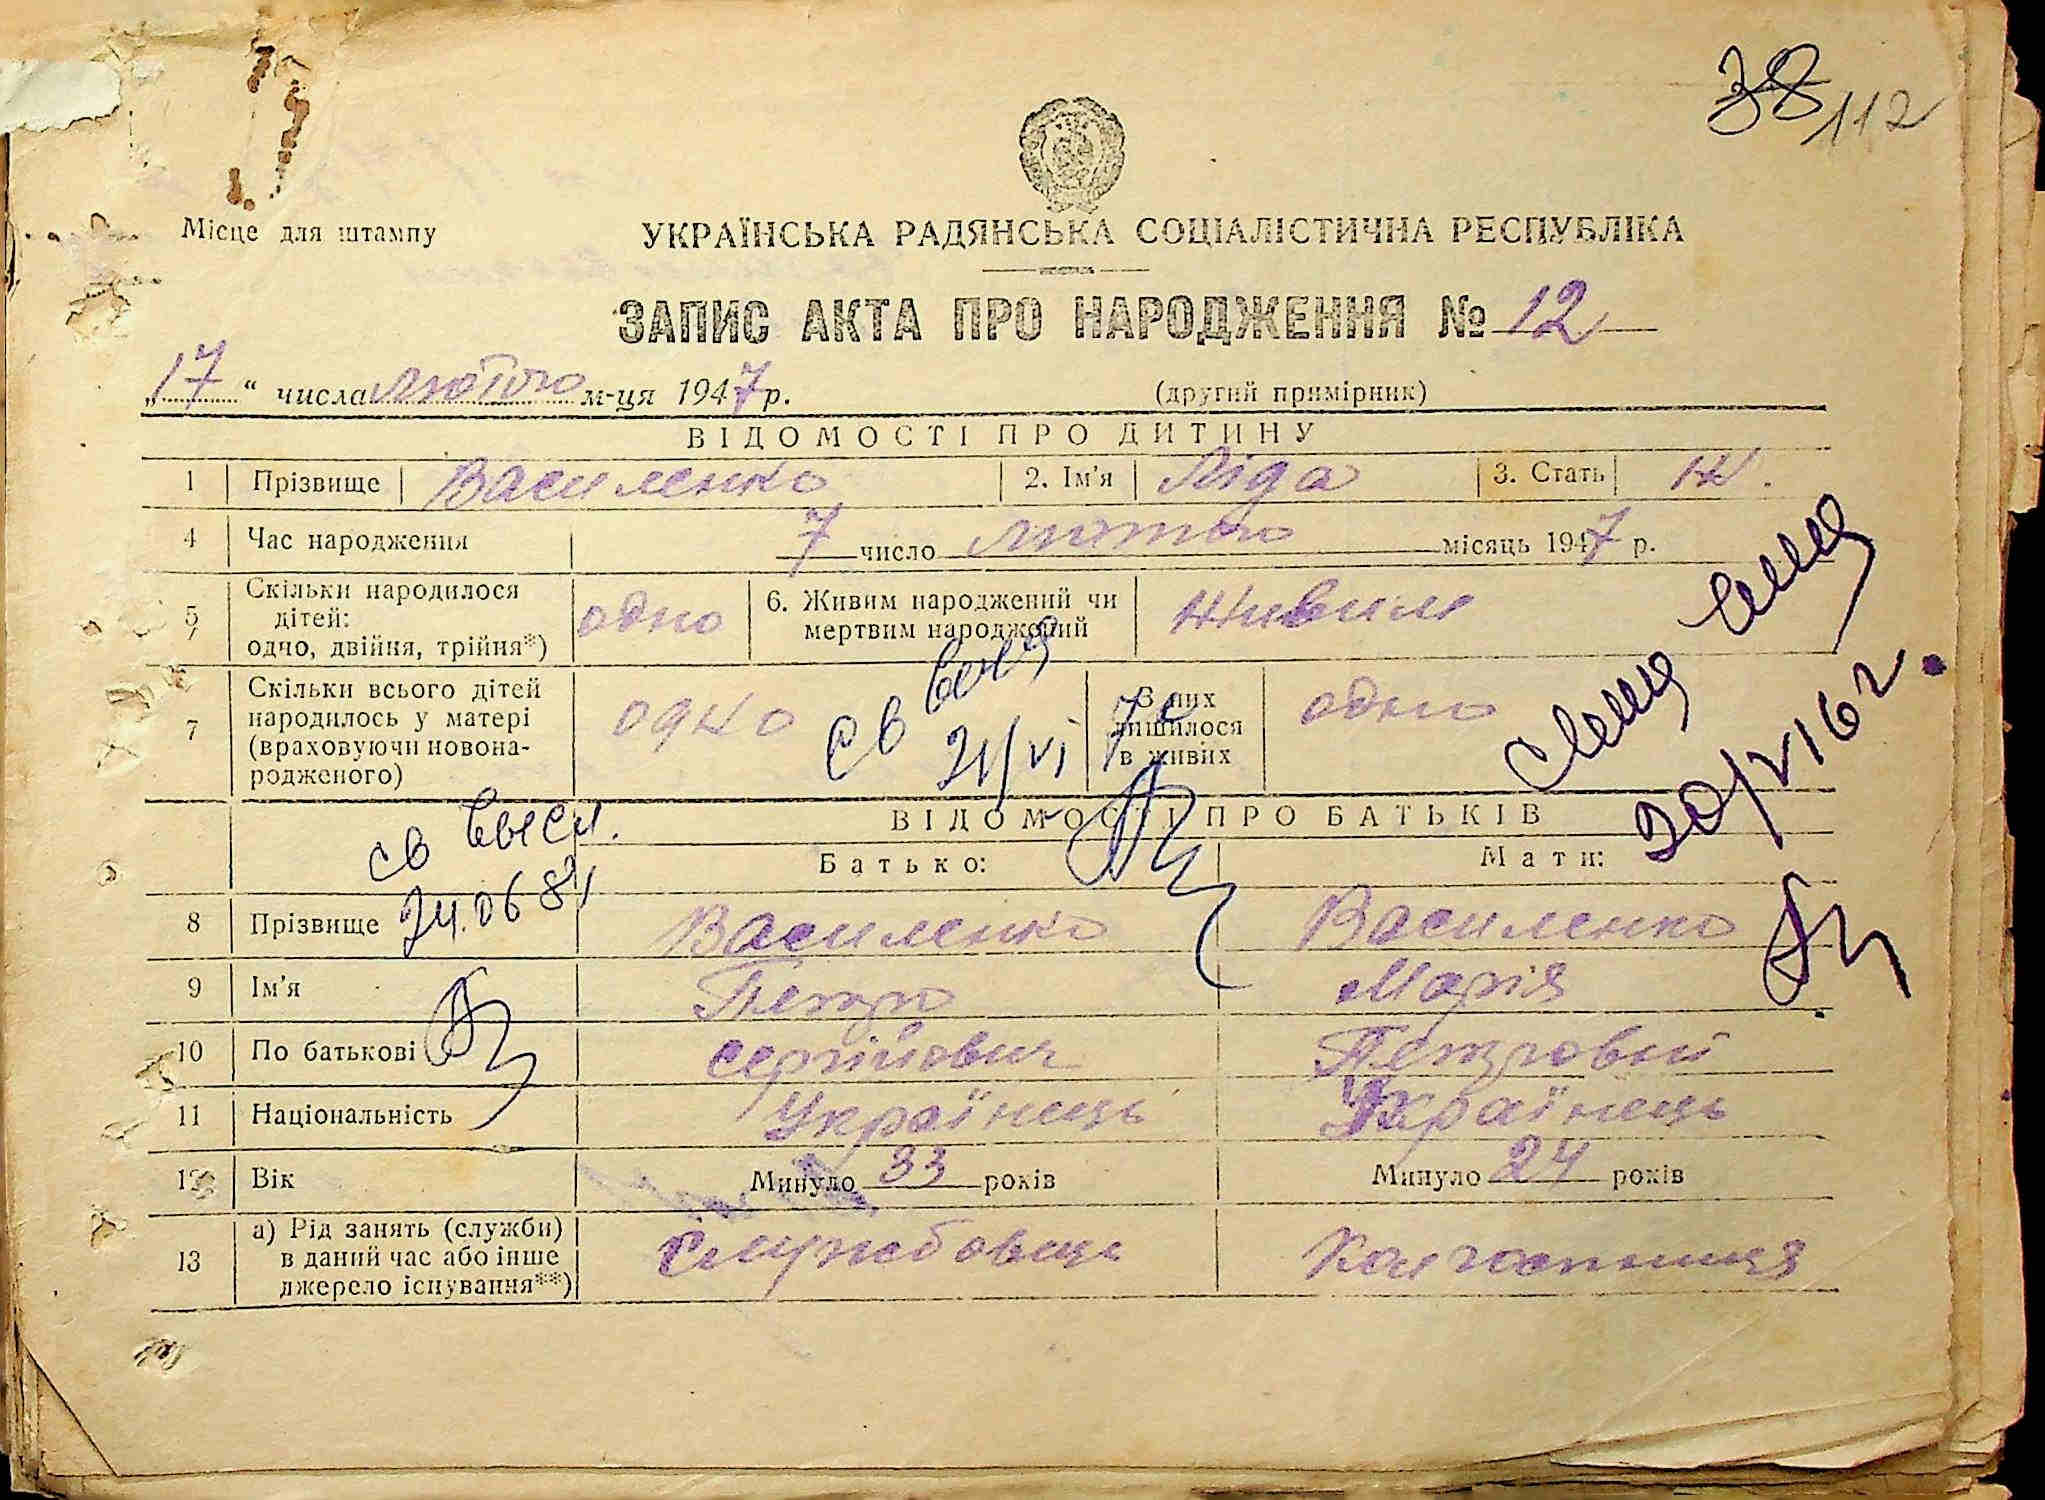 38
112
Місце для штампу
УКРАЇНСЬКА РАДЯНСЬКА СОЦІАЛІСТИЧНА РЕСПУБЛІКА
ЗАПИС АКТА ПРО НАРОДЖЕННЯ № 12
„17“ числа лютого м-ця 1947 р. (другий примірник)
ВІДОМОСТІ ПРО ДИТИНУ
1 Прізвище Василенко 2. Ім'я Ліда 3. Стать ж.
4 Час народження 7 число лютого місяць 1947 р.
5 Скільки народилося дітей: одно, двійня, трійня*) одно 6. Живим народжений чи мертвим народжений живим
7 Скільки всього дітей народилось у матері (враховуючи новонародженого) одно З них лишилося в живих одно
св
21/VI 7
20/VI 62
св
24.06 81
ВІДОМОСТІ ПРО БАТЬКІВ
Батько: Мати:
8 Прізвище Василенко Василенко
9 Ім'я Петро Марія
10 По батькові Сергійович Петровна
11 Національність Українець Українець
12 Вік Минуло 33 років Минуло 24 років
13 а) Рід занять (служби) в даний час або інше джерело існування**) Службовець Колгоспниця